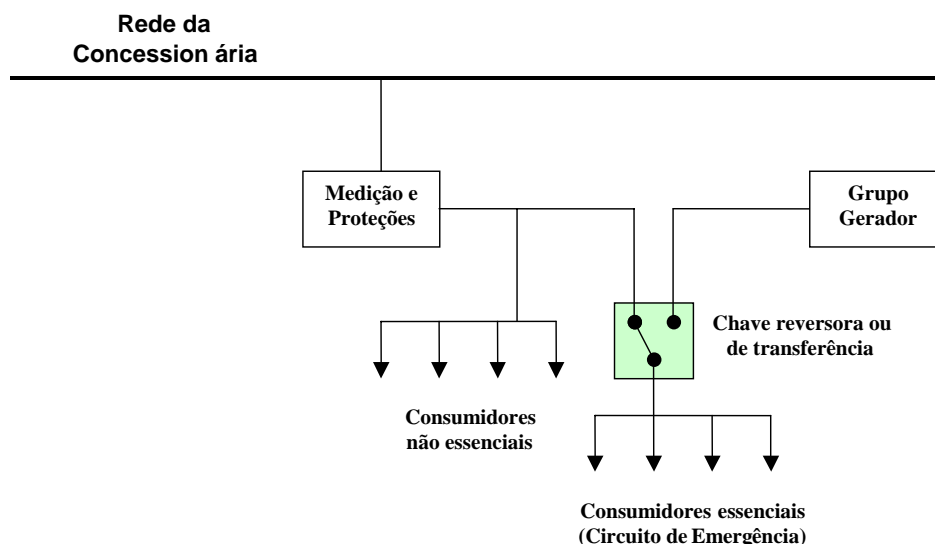 Rede da
Concession ária
Medição e
Proteções
Grupo
Gerador
Chave reversora ou
de transferência
Consumidores
não essenciais
Consumidores essenciais
(Circuito de Emergência)